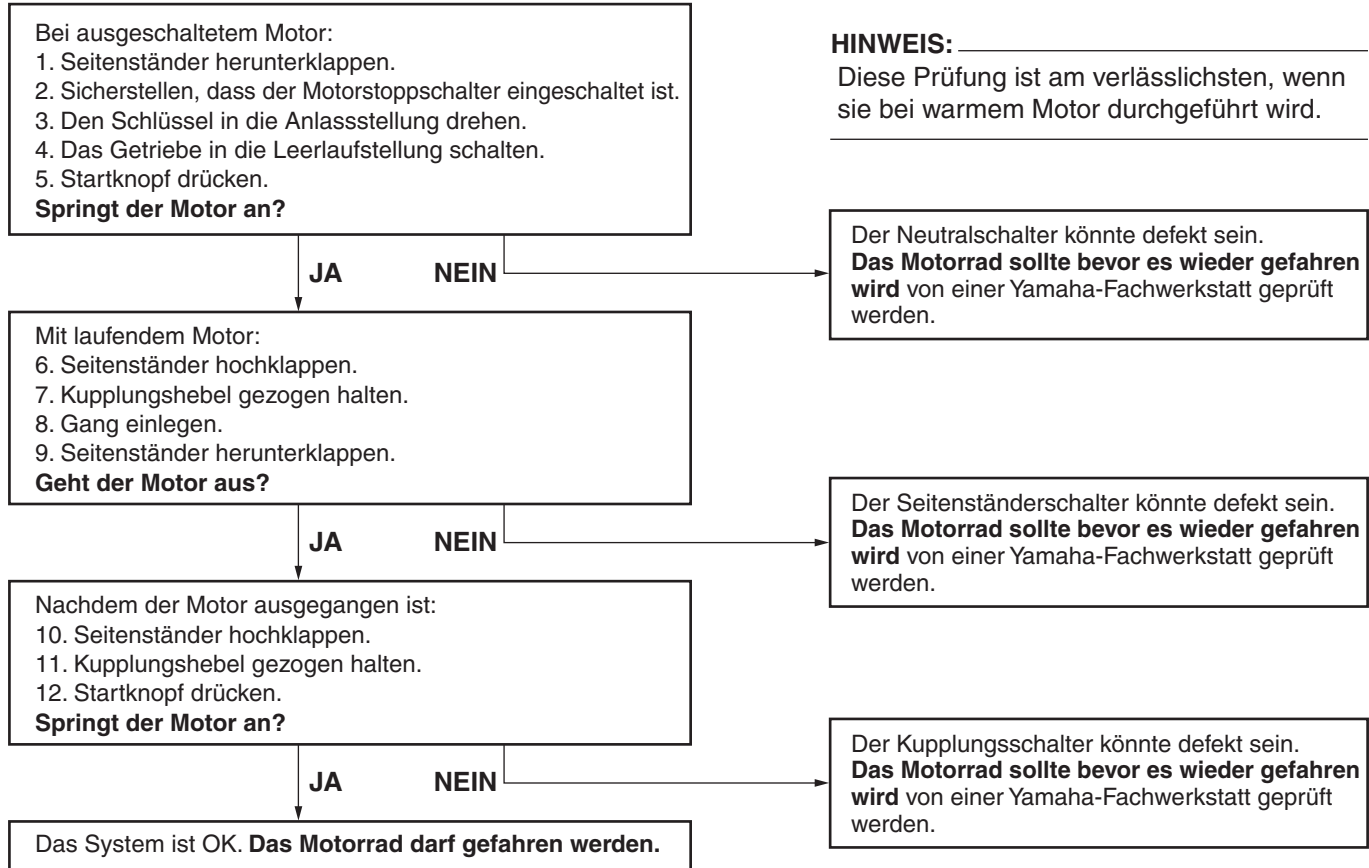 Bei ausgeschaltetem Motor:
1. Seitenständer herunterklappen.
2. Sicherstellen, dass der Motorstoppschalter eingeschaltet ist.
3. Den Schlüssel in die Anlassstellung drehen.
4. Das Getriebe in die Leerlaufstellung schalten.
5. Startknopf drücken.
Springt der Motor an?
HINWEIS:
Diese Prüfung ist am verlässlichsten, wenn
sie bei warmem Motor durchgeführt wird.
JA NEIN
Der Neutralschalter könnte defekt sein.
Das Motorrad sollte bevor es wieder gefahren
wird von einer Yamaha-Fachwerkstatt geprüft
werden.
Mit laufendem Motor:
6. Seitenständer hochklappen.
7. Kupplungshebel gezogen halten.
8. Gang einlegen.
9. Seitenständer herunterklappen.
Geht der Motor aus?
JA NEIN
Der Seitenständerschalter könnte defekt sein.
Das Motorrad sollte bevor es wieder gefahren
wird von einer Yamaha-Fachwerkstatt geprüft
werden.
Nachdem der Motor ausgegangen ist:
10. Seitenständer hochklappen.
11. Kupplungshebel gezogen halten.
12. Startknopf drücken.
Springt der Motor an?
JA NEIN
Der Kupplungsschalter könnte defekt sein.
Das Motorrad sollte bevor es wieder gefahren
wird von einer Yamaha-Fachwerkstatt geprüft
werden.
Das System ist OK. Das Motorrad darf gefahren werden.